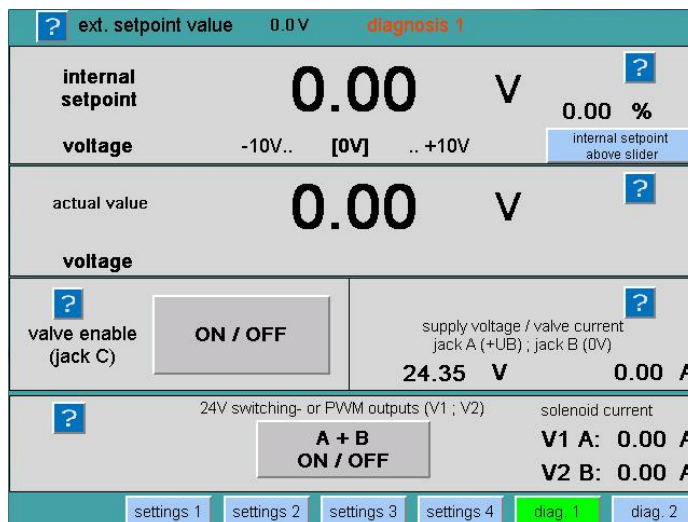 ? ext. setpoint value 0.0 V diagnosis 1
internal
setpoint
0.00 V
?
0.00 %
voltage -10V.. [0V] .. +10V
internal setpoint
above slider
actual value
0.00 V
?
voltage
?
valve enable
(jack C)
ON / OFF
?
supply voltage / valve current
jack A (+UB) ; jack B (0V)
24.35 V 0.00 A
?
24V switching- or PWM outputs (V1 ; V2)
A + B
ON / OFF
solenoid current
V1 A: 0.00 A
V2 B: 0.00 A
settings 1 settings 2 settings 3 settings 4 diag. 1 diag. 2